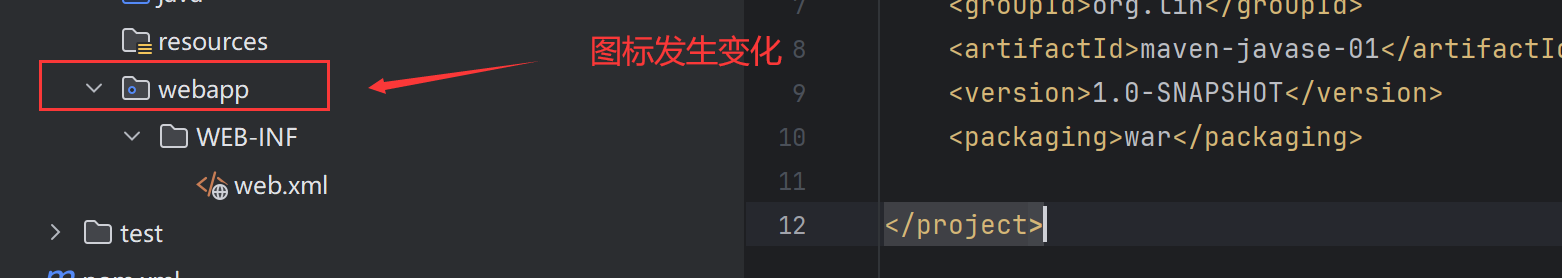 java
resources
webapp
WEB-INF
web.xml
test
pom.xml
图标发生变化
7 <groupId>org.lin</groupId>
8 <artifactId>maven-javase-01</artifactId
9 <version>1.0-SNAPSHOT</version>
10 <packaging>war</packaging>
11
12 </project>